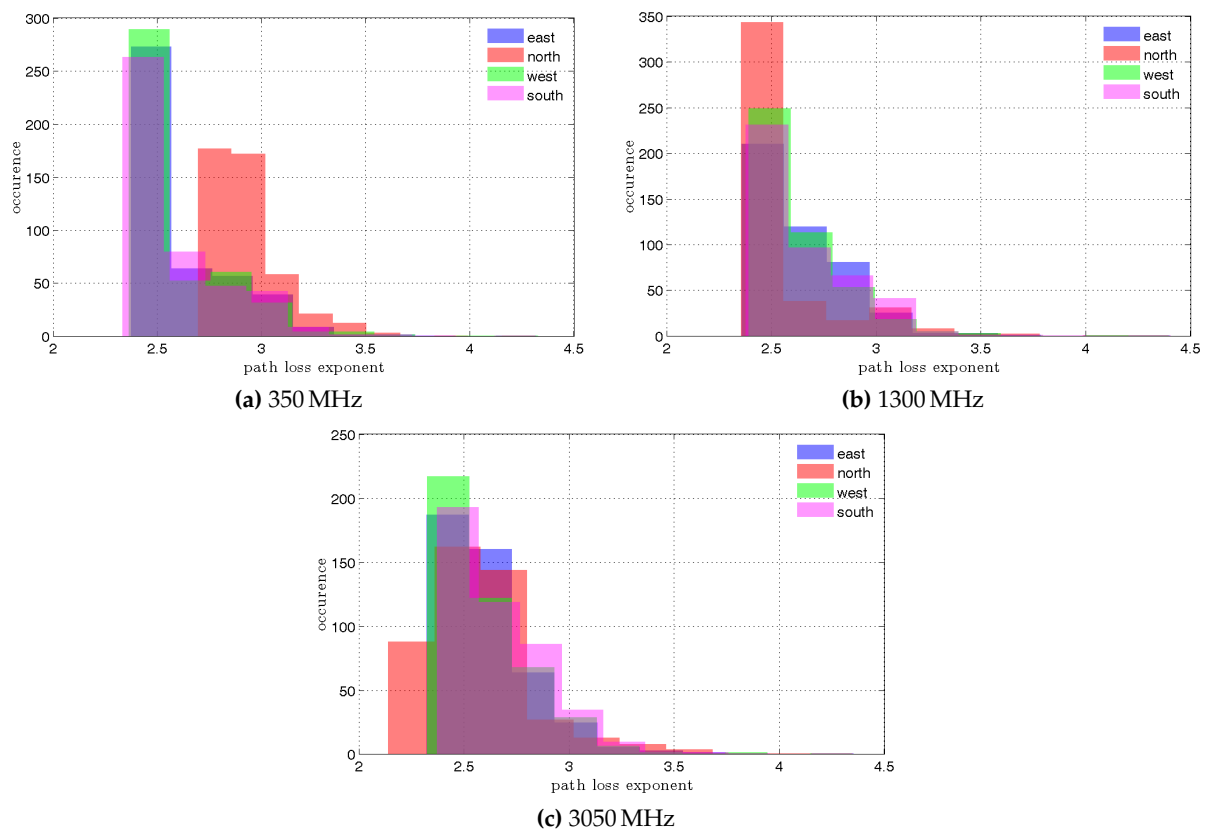 300
250
200
150
100
50
0
occurence
east
north
west
south
2
2.5
3
3.5
4
4.5
path loss exponent
(a) 350 MHz
350
300
250
200
150
100
50
0
occurence
east
north
west
south
2
2.5
3
3.5
4
4.5
path loss exponent
(b) 1300 MHz
250
200
150
100
50
0
occurence
east
north
west
south
2
2.5
3
3.5
4
4.5
path loss exponent
(c) 3050 MHz